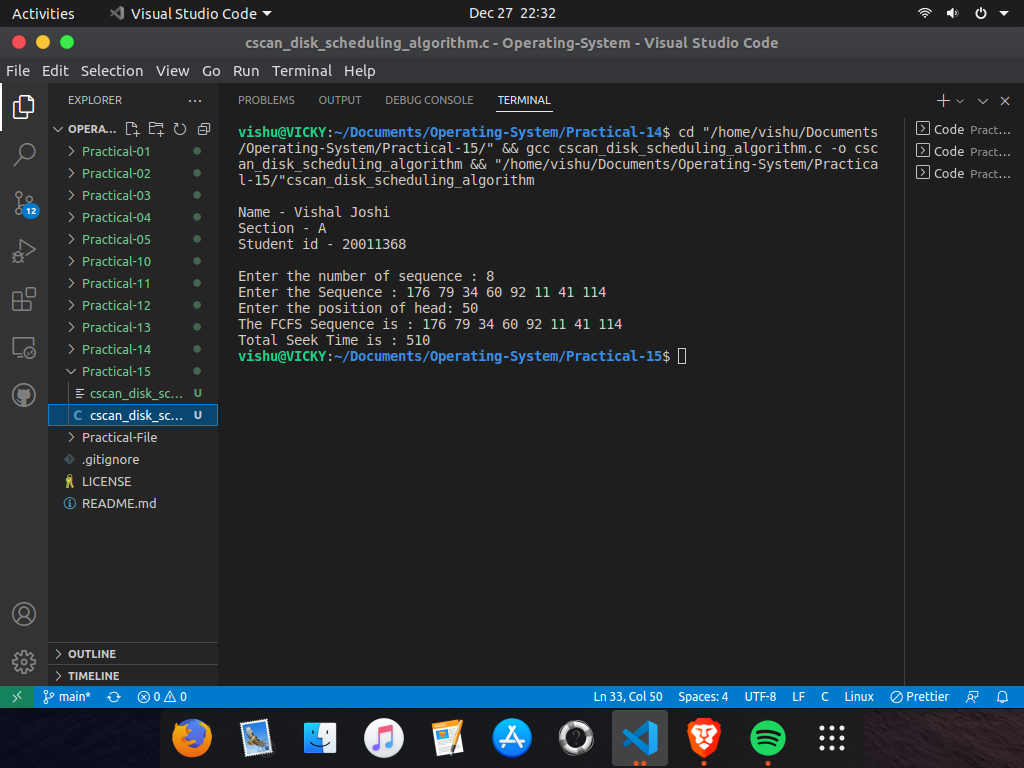 Activities Visual Studio Code Dec 27 22:32
cscan_disk_scheduling_algorithm.c - Operating-System - Visual Studio Code
File Edit Selection View Go Run Terminal Help
EXPLORER ...
OPERA...
Practical-01
Practical-02
Practical-03
Practical-04
Practical-05
Practical-10
Practical-11
Practical-12
Practical-13
Practical-14
Practical-15
cscan_disk_sc... U
C cscan_disk_sc... U
Practical-File
.gitignore
LICENSE
README.md
OUTLINE
TIMELINE
12
PROBLEMS OUTPUT DEBUG CONSOLE TERMINAL
vishu@VICKY:~/Documents/Operating-System/Practical-14$ cd "/home/vishu/Documents
/Operating-System/Practical-15/" && gcc cscan_disk_scheduling_algorithm.c -o csc
an_disk_scheduling_algorithm && "/home/vishu/Documents/Operating-System/Practica
l-15/"cscan_disk_scheduling_algorithm
Name - Vishal Joshi
Section - A
Student id - 20011368
Enter the number of sequence : 8
Enter the Sequence : 176 79 34 60 92 11 41 114
Enter the position of head: 50
The FCFS Sequence is : 176 79 34 60 92 11 41 114
Total Seek Time is : 510
vishu@VICKY:~/Documents/Operating-System/Practical-15$
Code Pract...
Code Pract...
Code Pract...
main* 0 0 Ln 33, Col 50 Spaces: 4 UTF-8 LF C Linux Prettier